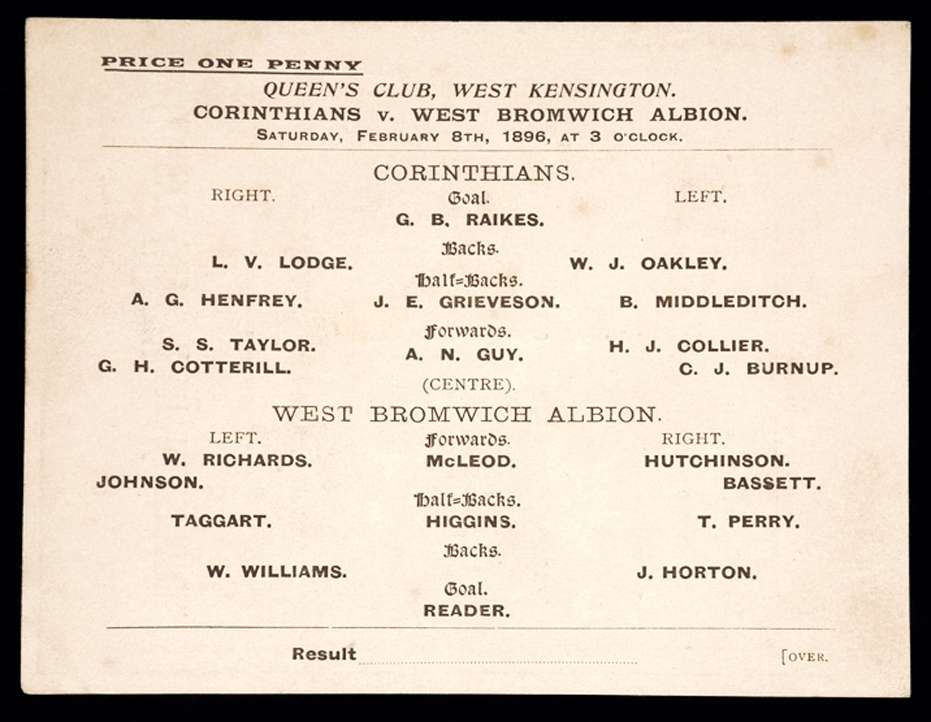 PRICE ONE PENNY
QUEEN'S CLUB, WEST KENSINGTON.
CORINTHIANS v. WEST BROMWICH ALBION.
SATURDAY, FEBRUARY 8TH, 1896, AT 3 O'CLOCK.
CORINTHIANS.
RIGHT. Goal. LEFT.
G. B. RAIKES.
Backs.
L. V. LODGE. W. J. OAKLEY.
Half=Backs.
A. G. HENFREY. J. E. GRIEVESON. B. MIDDLEDITCH.
Forwards.
S. S. TAYLOR. A. N. GUY. H. J. COLLIER.
G. H. COTTERILL. C. J. BURNUP.
(CENTRE).
WEST BROMWICH ALBION.
LEFT. Forwards. RIGHT.
W. RICHARDS. McLEOD. HUTCHINSON.
JOHNSON. BASSETT.
Half=Backs.
TAGGART. HIGGINS. T. PERRY.
Backs.
W. WILLIAMS. J. HORTON.
Goal.
READER.
Result [OVER.